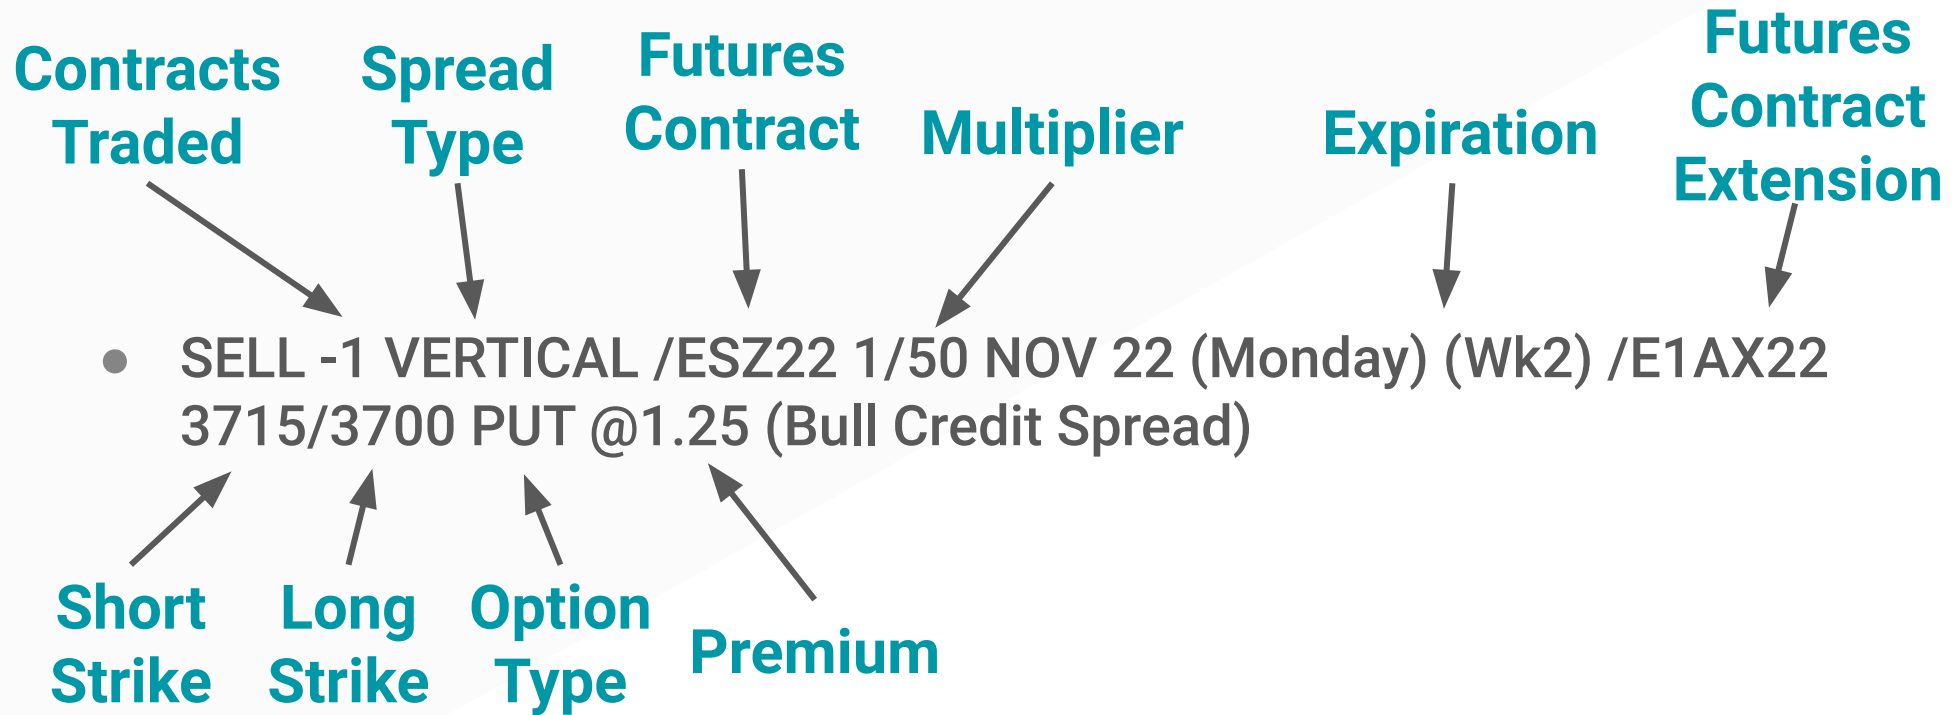 Contracts
Traded
Spread
Type
Futures
Contract
Multiplier
Expiration
Futures
Contract
Extension
● SELL -1 VERTICAL /ESZ22 1/50 NOV 22 (Monday) (Wk2) /E1AX22
3715/3700 PUT @1.25 (Bull Credit Spread)
Short
Strike
Long
Strike
Option
Type
Premium